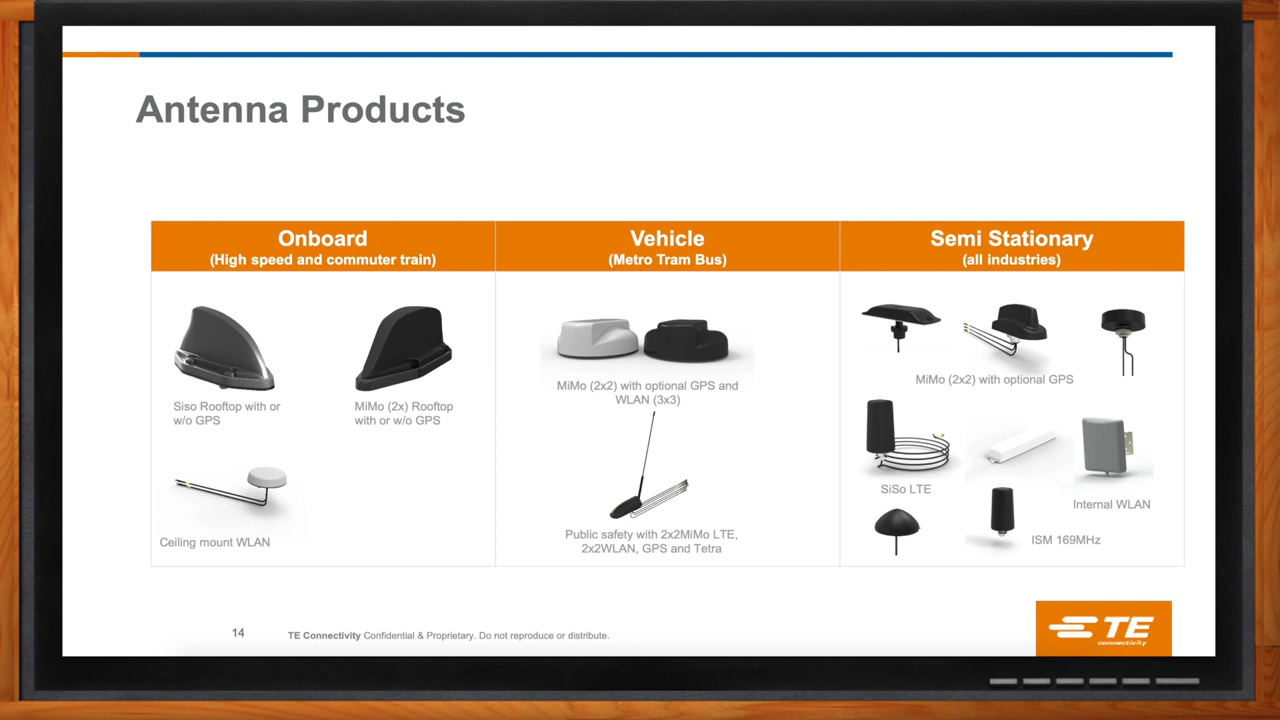 Antenna Products
Onboard
(High speed and commuter train)
Vehicle
(Metro Tram Bus)
Semi Stationary
(all industries)
Siso Rooftop with or
w/o GPS
MiMo (2x) Rooftop
with or w/o GPS
Ceiling mount WLAN
MiMo (2x2) with optional GPS and
WLAN (3x3)
Public safety with 2x2MiMo LTE,
2x2WLAN, GPS and Tetra
MiMo (2x2) with optional GPS
SiSo LTE
Internal WLAN
ISM 169MHz
14
TE Connectivity Confidential & Proprietary. Do not reproduce or distribute.
TE
connectivity